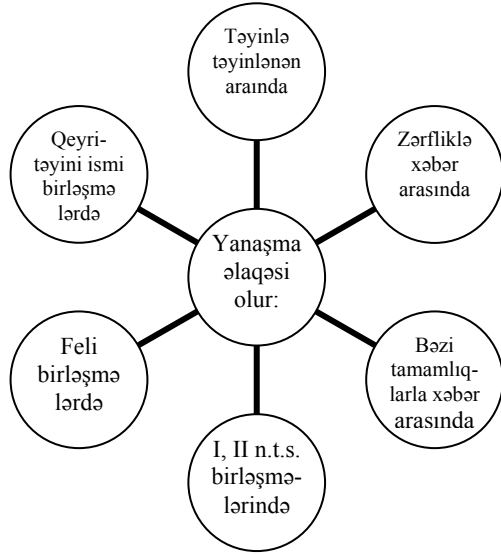 Təyinlə
təyinlənən
araında
Qeyri-
təyini ismi
birləşmə
lərdə
Zərfliklə
xəbər
arasında
Yanaşma
əlaqəsi
olur:
Feli
birləşmə
lərdə
Bəzi
tamamlıq-
larla xəbər
arasında
I, II n.t.s.
birləşmə-
lərində